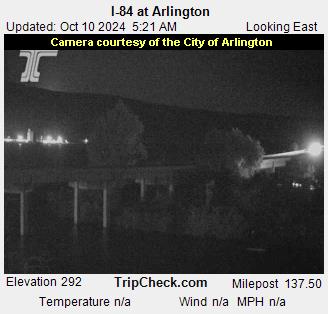 I-84 at Arlington
Updated: Oct 10 2024 5:21 AM Looking East
Camera courtesy of the City of Arlington
Elevation 292 TripCheck.com Milepost 137.50
Temperature n/a Wind n/a MPH n/a